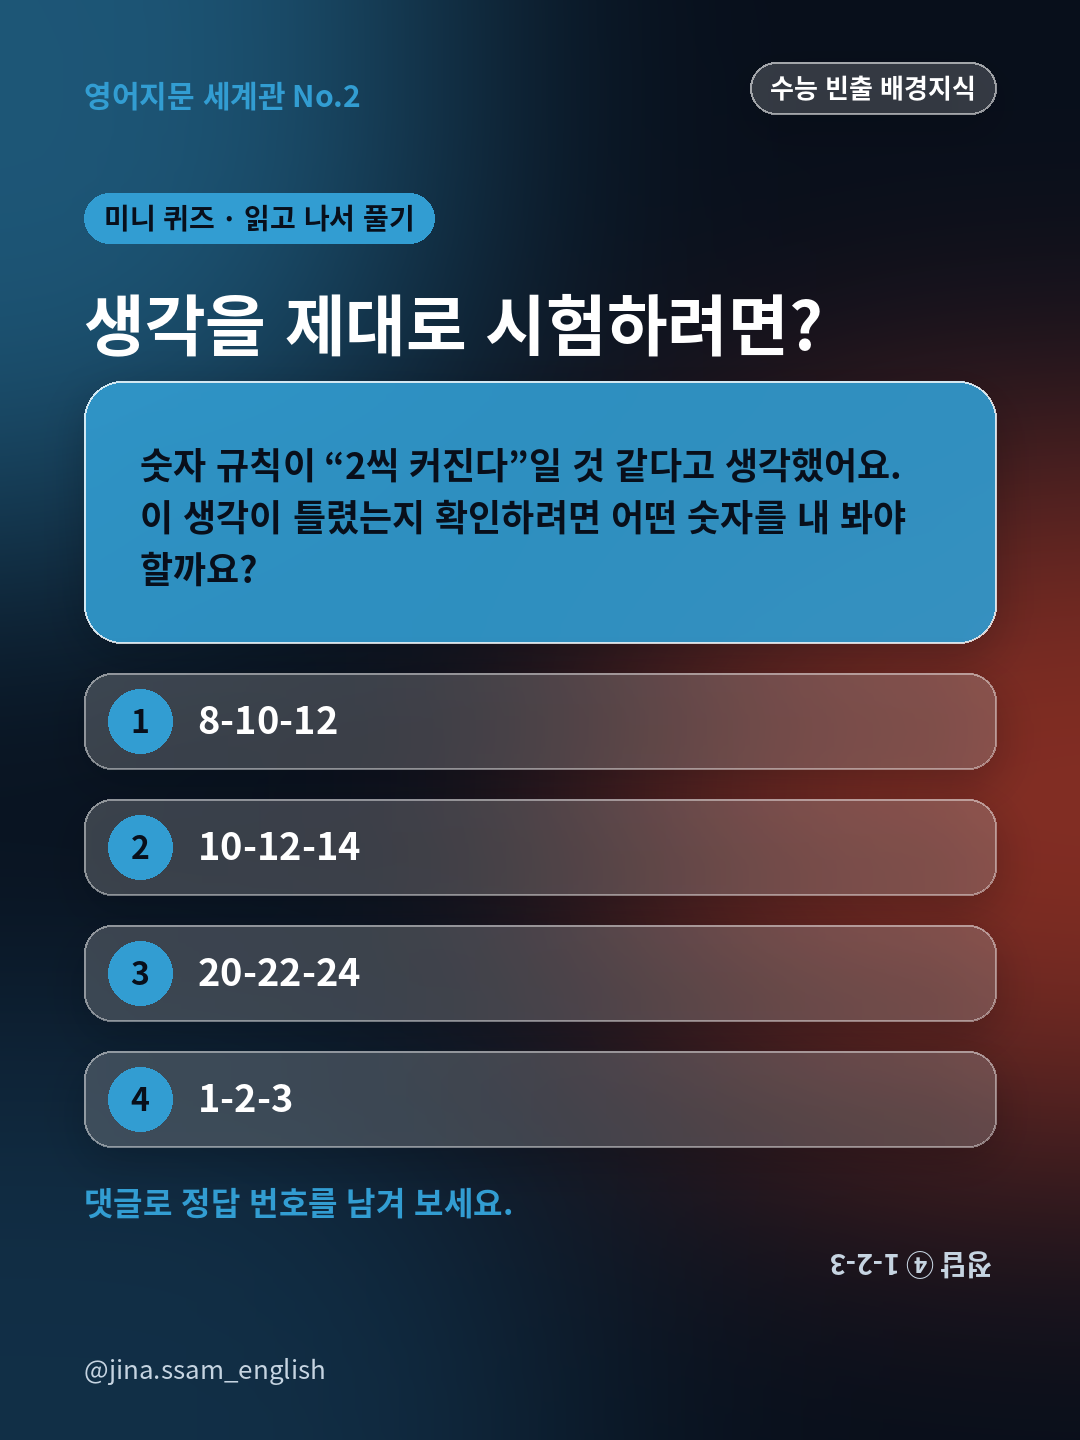 영어지문 세계관 No.2
수능 빈출 배경지식
미니 퀴즈 · 읽고 나서 풀기
생각을 제대로 시험하려면?
숫자 규칙이 “2씩 커진다”일 것 같다고 생각했어요.
이 생각이 틀렸는지 확인하려면 어떤 숫자를 내 봐야
할까요?
1 8-10-12
2 10-12-14
3 20-22-24
4 1-2-3
댓글로 정답 번호를 남겨 보세요.
정답 ④ 1-2-3
@jina.ssam_english